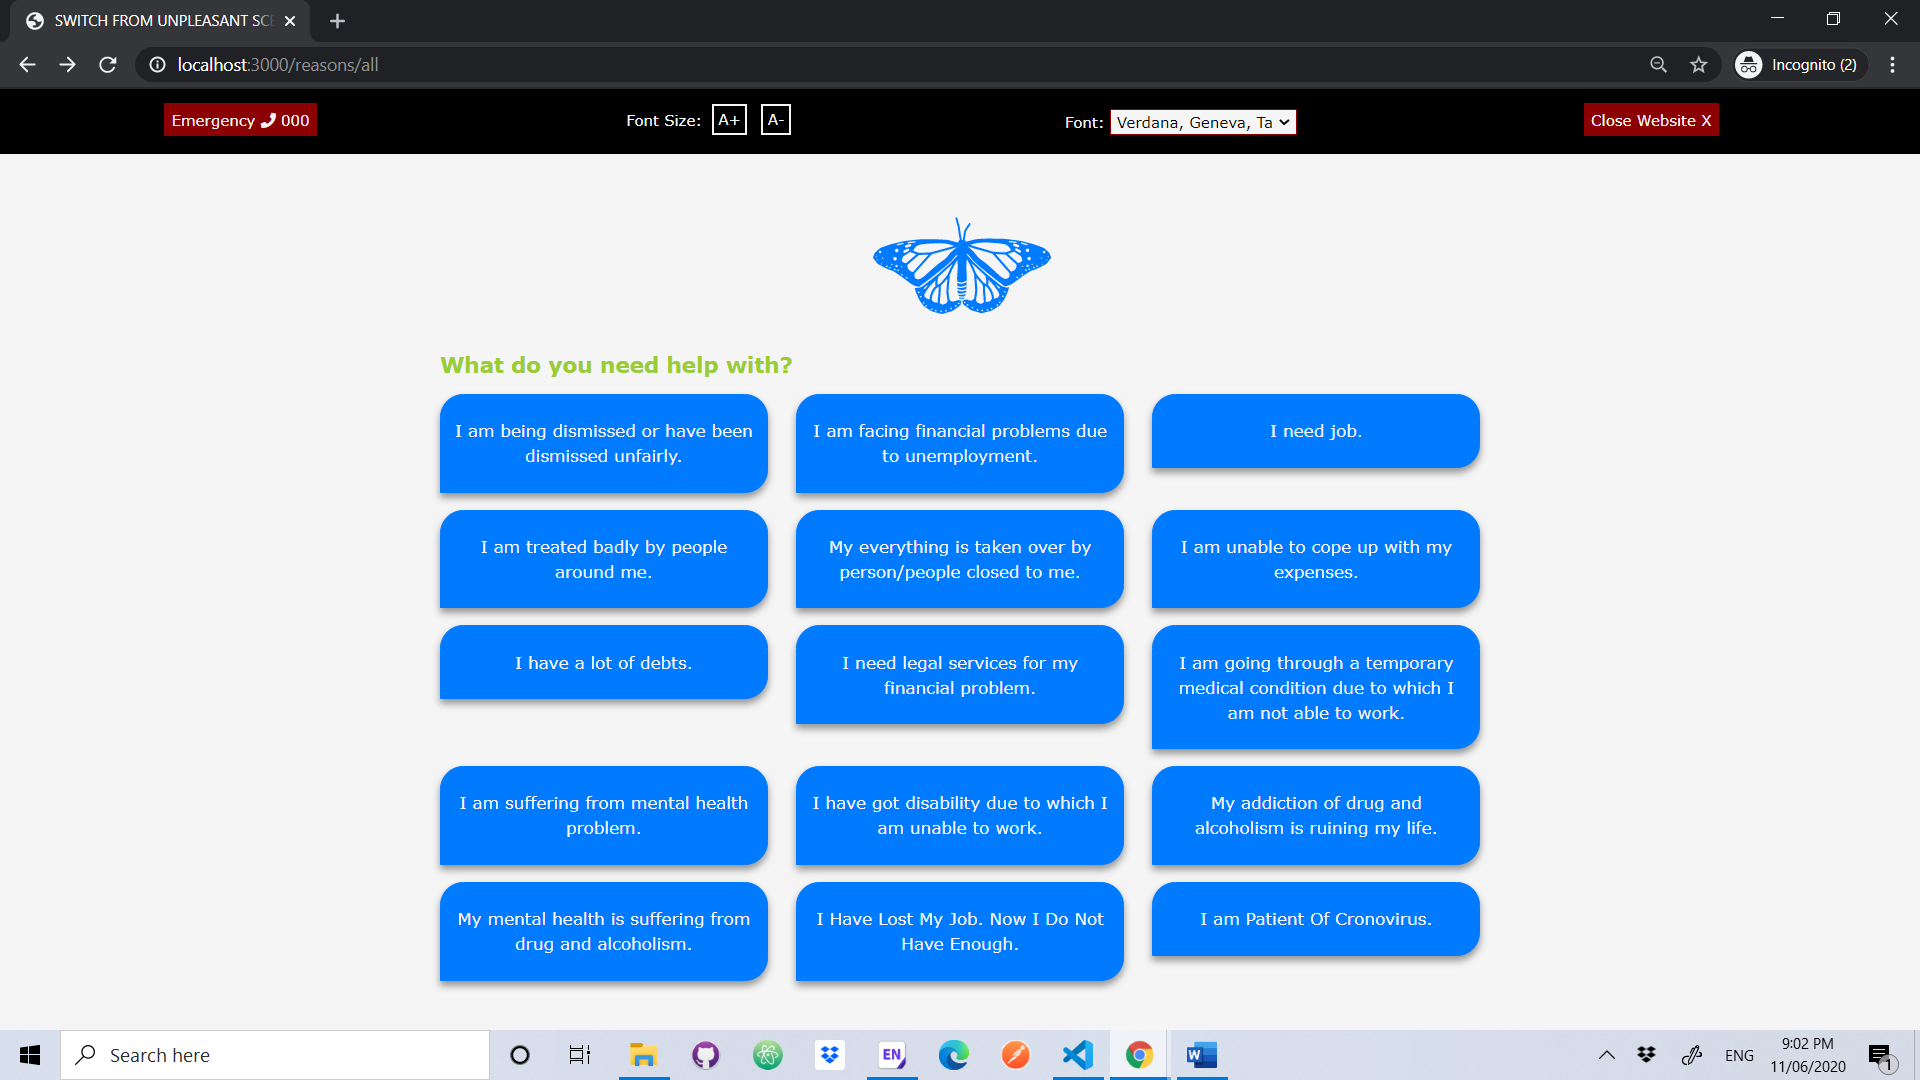 SWITCH FROM UNPLEASANT SCE
localhost:3000/reasons/all
Incognito (2)
Emergency 000
Font Size: A+ A-
Font: Verdana, Geneva, Ta
Close Website X
What do you need help with?
I am being dismissed or have been
dismissed unfairly.
I am facing financial problems due
to unemployment.
I need job.
I am treated badly by people
around me.
My everything is taken over by
person/people closed to me.
I am unable to cope up with my
expenses.
I have a lot of debts.
I need legal services for my
financial problem.
I am going through a temporary
medical condition due to which I
am not able to work.
I am suffering from mental health
problem.
I have got disability due to which I
am unable to work.
My addiction of drug and
alcoholism is ruining my life.
My mental health is suffering from
drug and alcoholism.
I Have Lost My Job. Now I Do Not
Have Enough.
I am Patient Of Cronovirus.
Search here
EN
W
ENG
9:02 PM
11/06/2020
1